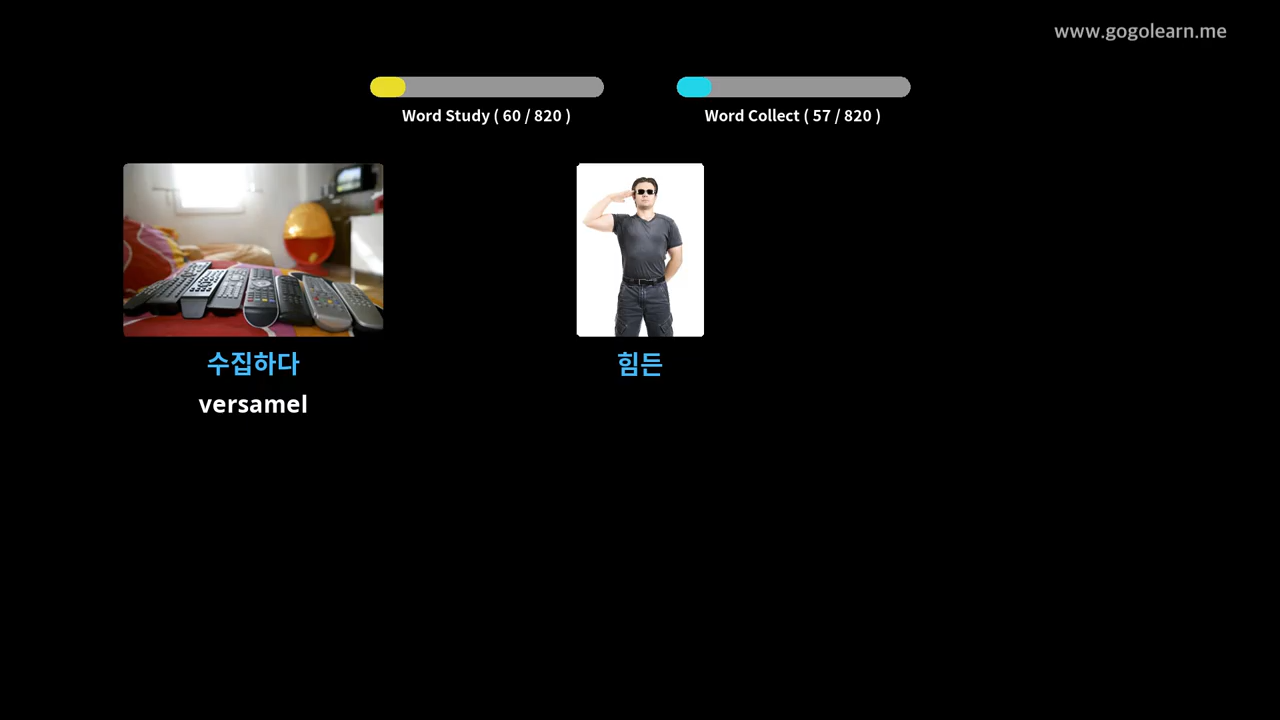 www.gogolearn.me
Word Study ( 60 / 820 )
Word Collect ( 57 / 820 )
수집하다
versamel
힘든